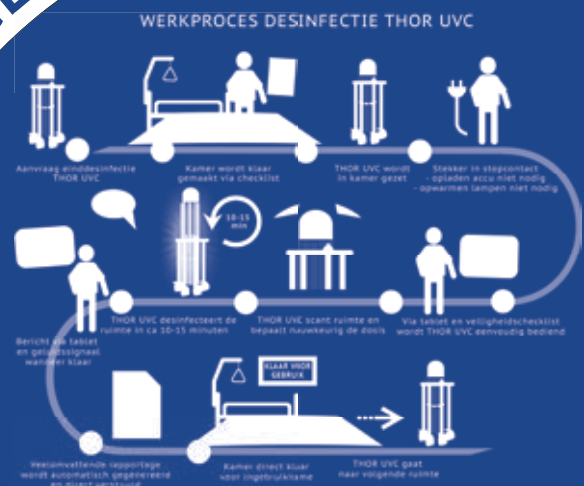 WERKPROCES DESINFECTIE THOR UVC
Aanvraag einddesinfectie
THOR UVC
Kamer wordt klaar
gemaakt via checklist
THOR UVC wordt
in kamer gezet
Stekker in stopcontact
- opladen accu niet nodig
- opwarmen lampen niet nodig
10-15
min
Via tablet en veiligheidschecklist
wordt THOR UVC eenvoudig bediend
THOR UVC scant ruimte en
bepaalt nauwkeurig de dosis
THOR UVC desinfecteert de
ruimte in ca 10-15 minuten
Bericht via tablet
en geluidssignaal
wanneer klaar
Veelomvattende rapportage
wordt automatisch gegenereerd
en direct verstuurd
KLAAR VOOR
GEBRUIK
Kamer direct klaar
voor ingebruikname
THOR UVC gaat
naar volgende ruimte